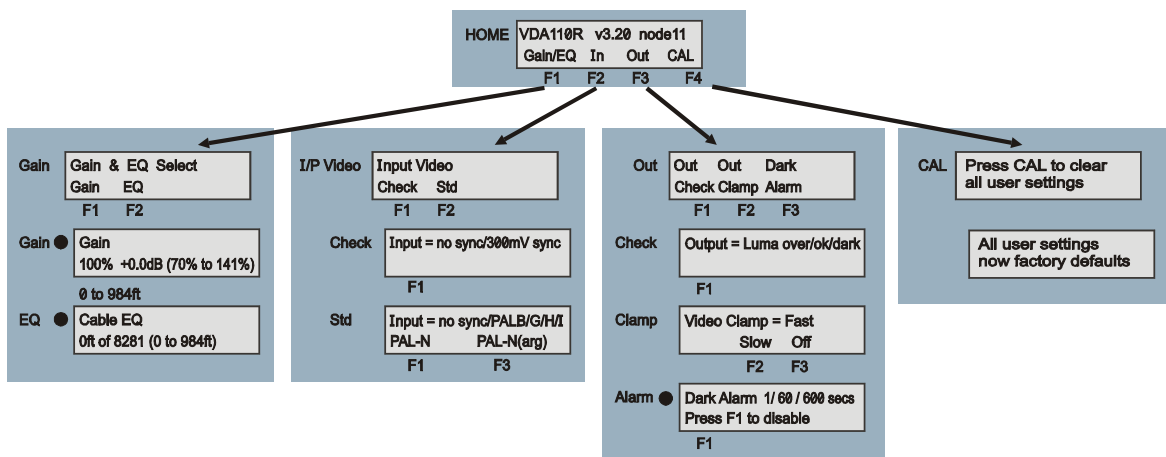 HOME
VDA110R v3.20 node11
Gain/EQ In Out CAL
F1 F2 F3 F4
Gain
Gain & EQ Select
Gain EQ
F1 F2
Gain
Gain
100% +0.0dB (70% to 141%)
0 to 984ft
EQ
Cable EQ
0ft of 8281 (0 to 984ft)
I/P Video
Input Video
Check Std
F1 F2
Check
Input = no sync/300mV sync
F1
Std
Input = no sync/PALB/G/H/I
PAL-N PAL-N(arg)
F1 F3
Out
Out Out Dark
Check Clamp Alarm
F1 F2 F3
Check
Output = Luma over/ok/dark
F1
Clamp
Video Clamp = Fast
Slow Off
F2 F3
Alarm
Dark Alarm 1/ 60 / 600 secs
Press F1 to disable
F1
CAL
Press CAL to clear
all user settings
All user settings
now factory defaults